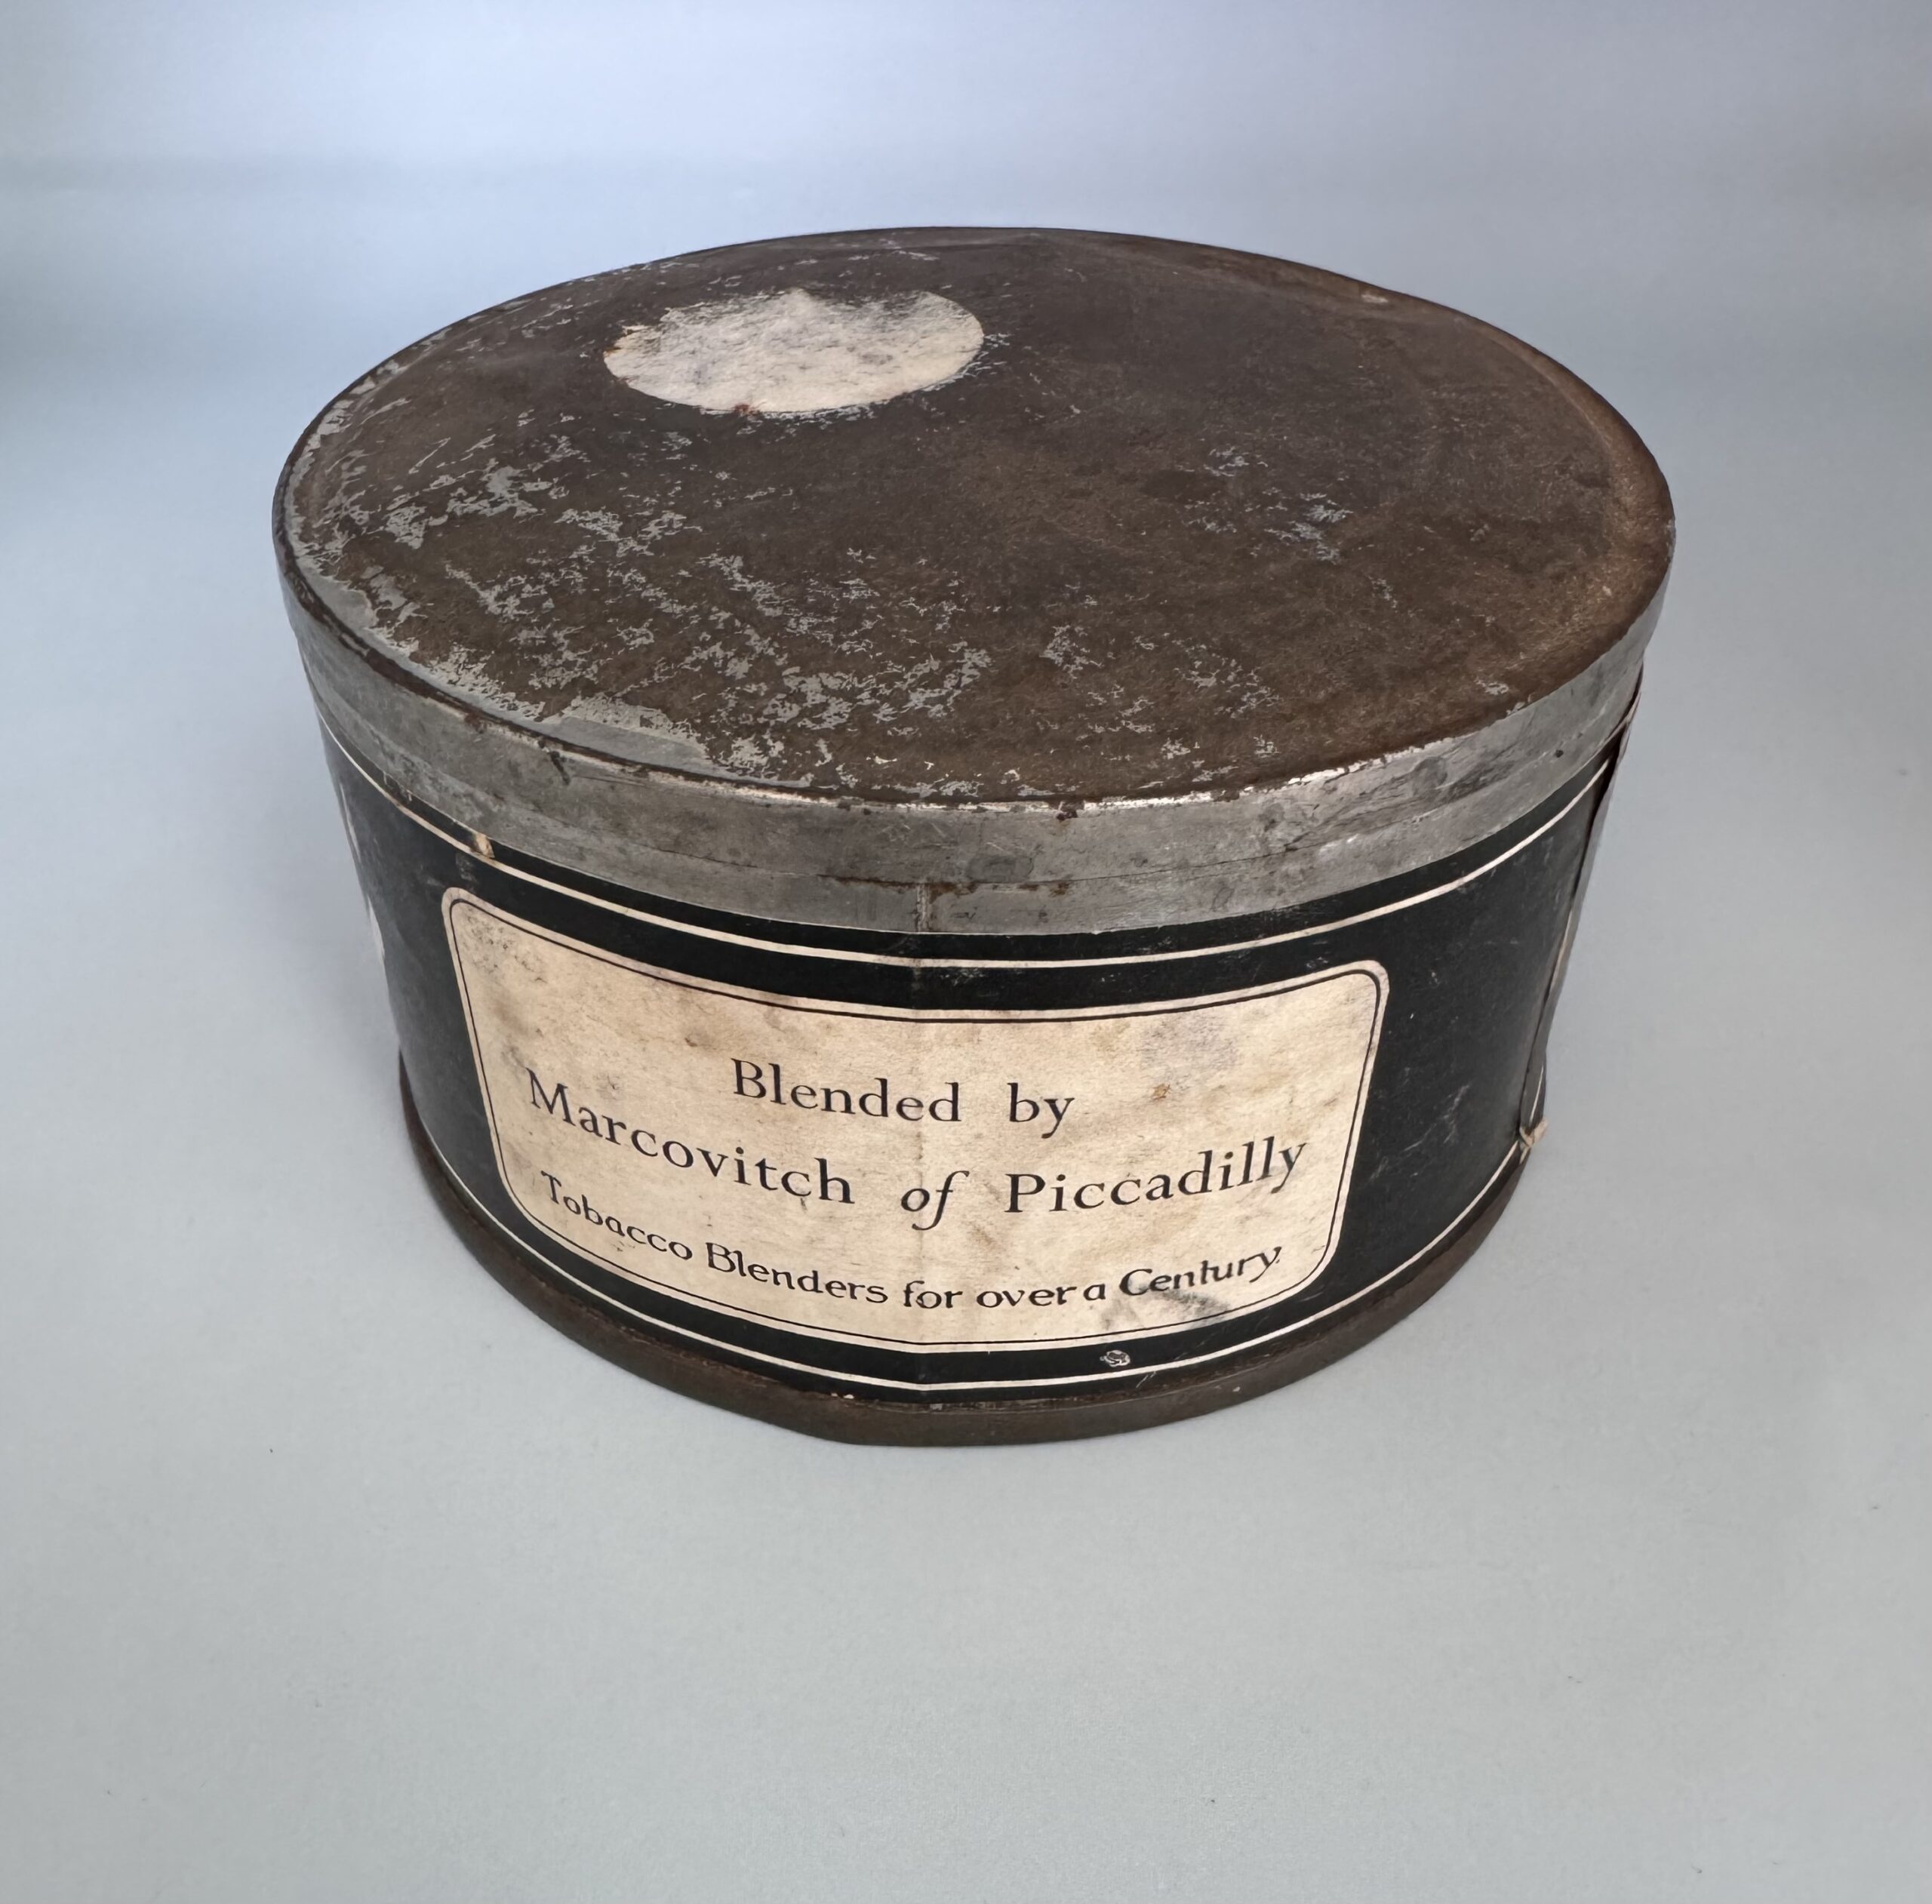 Blended by
Marcovitch of Piccadilly
Tobacco Blenders for over a Century.